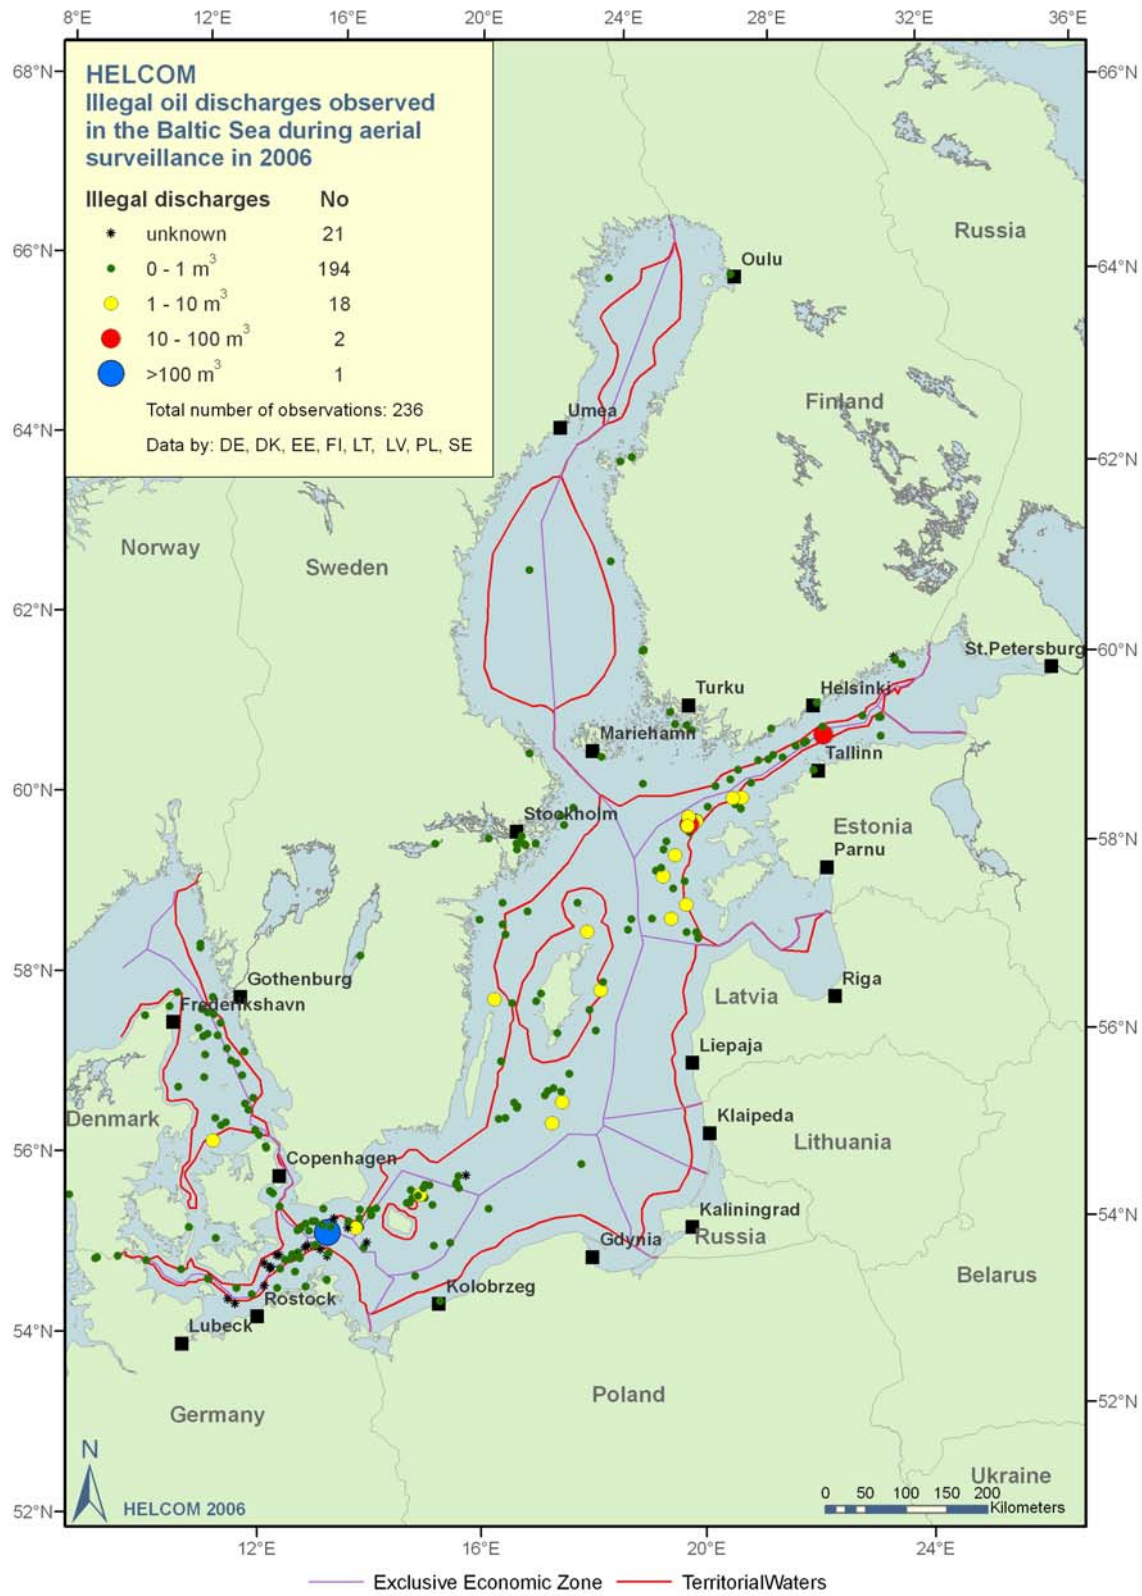 8°E 12°E 16°E 20°E 24°E 28°E 32°E 36°E
68°N
66°N
HELCOM
Illegal oil discharges observed
in the Baltic Sea during aerial
surveillance in 2006
Illegal discharges No
unknown 21
0 - 1 m3 194
1 - 10 m3 18
10 - 100 m3 2
>100 m3 1
Total number of observations: 236
Data by: DE, DK, EE, FI, LT, LV, PL, SE
Russia
66°N
Oulu
64°N
Finland
Umea
64°N
62°N
Norway
Sweden
62°N
St.Petersburg
60°N
Turku
Helsinki
Mariehamn
Tallinn
60°N
Stockholm
Estonia
58°N
Parnu
58°N
Gothenburg
Riga
Frederikshavn
Latvia
56°N
Liepaja
Denmark
Klaipeda
Lithuania
56°N
Copenhagen
Kaliningrad
54°N
Russia
Gdynia
Belarus
Kolobrzeg
Rostock
Lubeck
54°N
Poland
52°N
Germany
N
Ukraine
0 50 100 150 200
Kilometers
HELCOM 2006
52°N
12°E 16°E 20°E 24°E
Exclusive Economic Zone TerritorialWaters